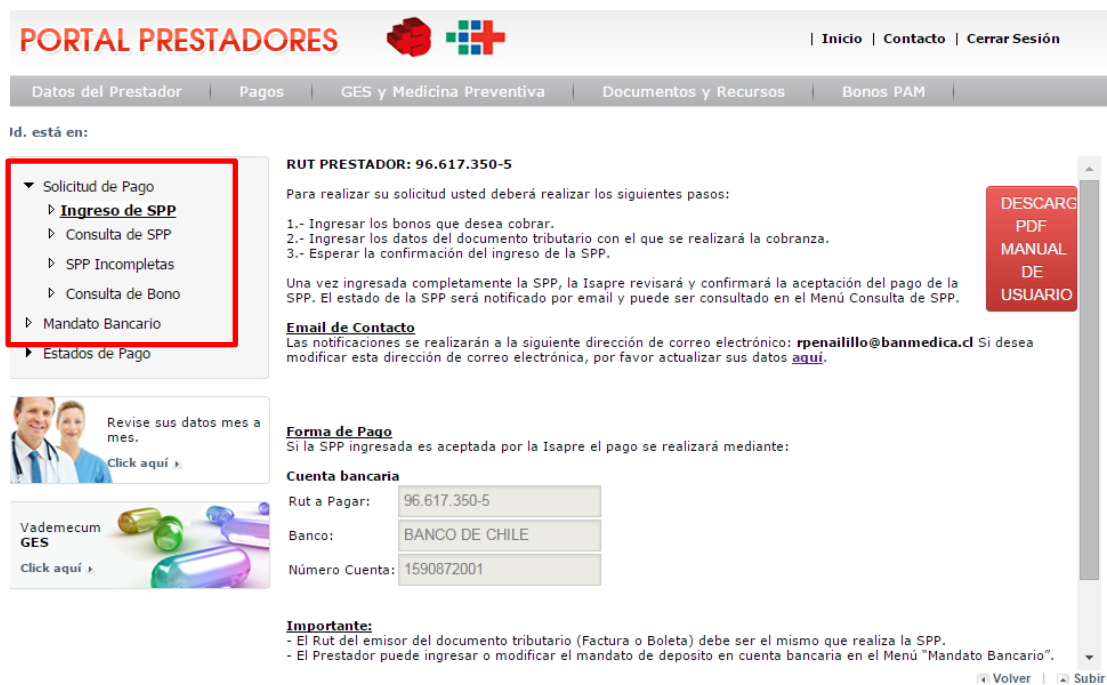 PORTAL PRESTADORES
| Inicio | Contacto | Cerrar Sesión
Datos del Prestador | Pagos | GES y Medicina Preventiva | Documentos y Recursos | Bonos PAM |
Jd. está en:
Solicitud de Pago
Ingreso de SPP
Consulta de SPP
SPP Incompletas
Consulta de Bono
Mandato Bancario
Estados de Pago
Revise sus datos mes a
mes.
Click aquí
Vademecum
GES
Click aquí
RUT PRESTADOR: 96.617.350-5
Para realizar su solicitud usted deberá realizar los siguientes pasos:
1.- Ingresar los bonos que desea cobrar.
2.- Ingresar los datos del documento tributario con el que se realizará la cobranza.
3.- Esperar la confirmación del ingreso de la SPP.
Una vez ingresada completamente la SPP, la Isapre revisará y confirmará la aceptación del pago de la
SPP. El estado de la SPP será notificado por email y puede ser consultado en el Menú Consulta de SPP.
DESCARG
PDF
MANUAL
DE
USUARIO
Email de Contacto
Las notificaciones se realizarán a la siguiente dirección de correo electrónico: rpenailillo@banmedica.cl Si desea
modificar esta dirección de correo electrónica, por favor actualizar sus datos aquí.
Forma de Pago
Si la SPP ingresada es aceptada por la Isapre el pago se realizará mediante:
Cuenta bancaria
Rut a Pagar: 96.617.350-5
Banco: BANCO DE CHILE
Número Cuenta: 1590872001
Importante:
- El Rut del emisor del documento tributario (Factura o Boleta) debe ser el mismo que realiza la SPP.
- El Prestador puede ingresar o modificar el mandato de deposito en cuenta bancaria en el Menú "Mandato Bancario".
Volver | Subir